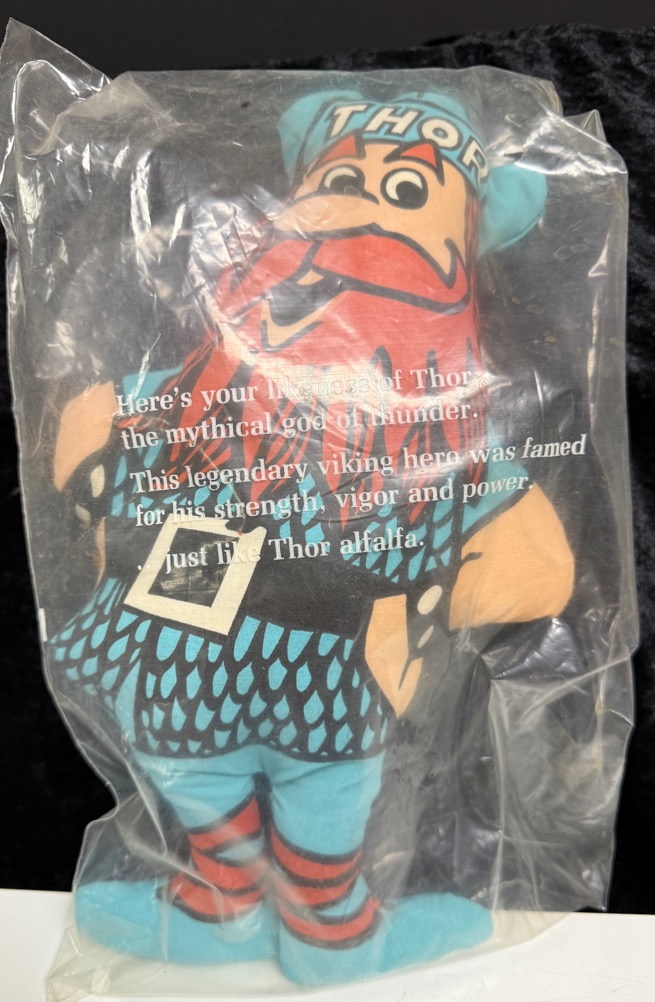 THOR
Here's your likeness of Thor,
the mythical god of thunder.
This legendary viking hero was famed
for his strength, vigor and power.
...just like Thor alfalfa.